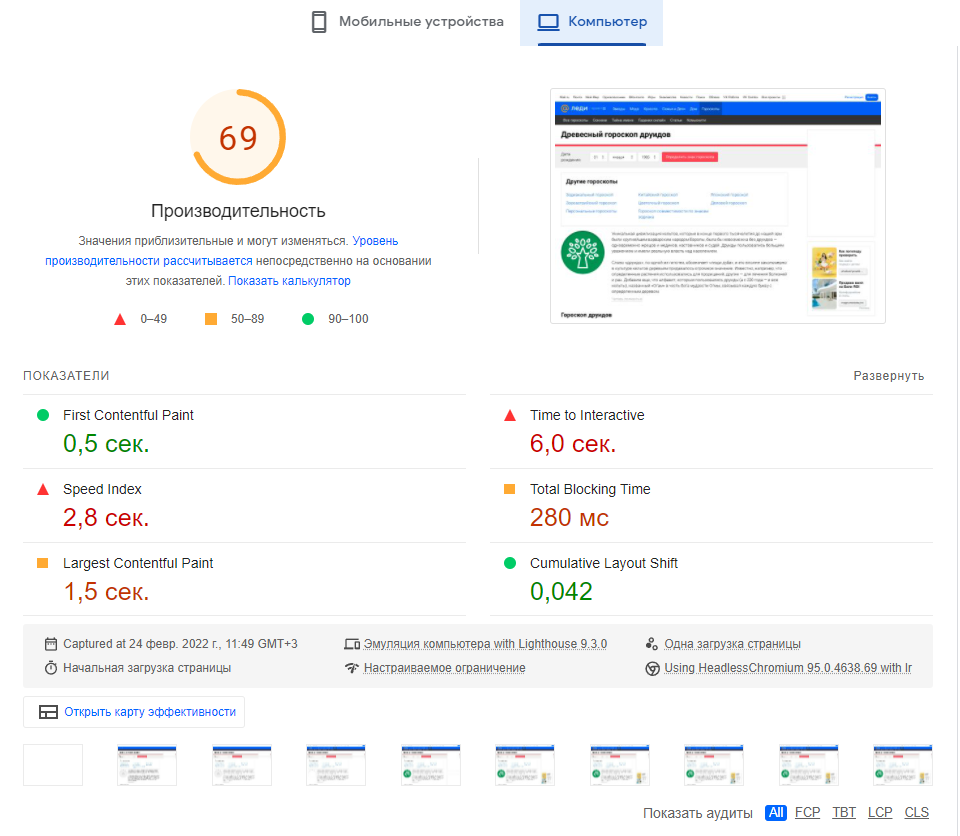 Мобильные устройства
Компьютер
69
Производительность
Значения приблизительные и могут изменяться. Уровень
производительности рассчитывается непосредственно на основании
этих показателей. Показать калькулятор
0–49
50–89
90–100
леди
Древесный гороскоп друидов
Другие гороскопы
Гороскоп друидов
ПОКАЗАТЕЛИ
Развернуть
First Contentful Paint
0,5 сек.
Time to Interactive
6,0 сек.
Speed Index
2,8 сек.
Total Blocking Time
280 мс
Largest Contentful Paint
1,5 сек.
Cumulative Layout Shift
0,042
Captured at 24 февр. 2022 г., 11:49 GMT+3
Эмуляция компьютера with Lighthouse 9.3.0
Одна загрузка страницы
Начальная загрузка страницы
Настраиваемое ограничение
Using HeadlessChromium 95.0.4638.69 with lr
Открыть карту эффективности
Показать аудиты All FCP TBT LCP CLS